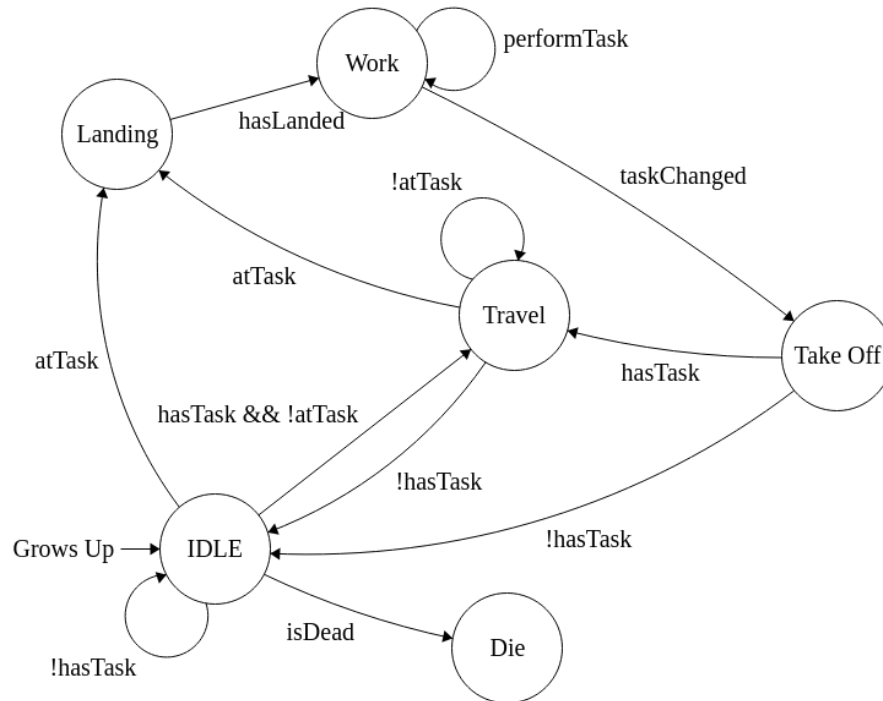 Work
performTask
Landing
hasLanded
taskChanged
!atTask
atTask
Travel
Take Off
hasTask
atTask
hasTask && !atTask
!hasTask
!hasTask
Grows Up
IDLE
isDead
Die
!hasTask